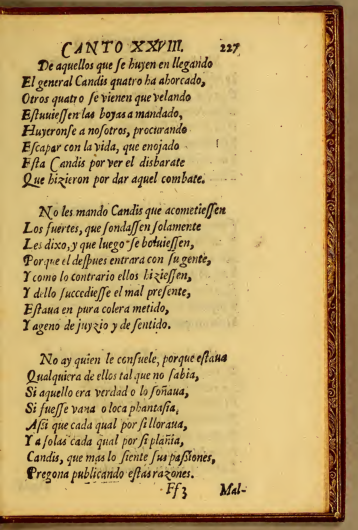 CANTO XXVIII. 227
De aquellos que ſe huyen en llegando
El general Candis quatro ha ahorcado,
Otros quatro ſe vienen que velando
Eſtuuieſſen las boyas a mandado,
Huyeronſe a noſotros, procurando
Eſcapar con la vida, que enojado
Eſta Candis por ver el disbarate
Que hizieron por dar aquel combate.
No les mando Candis que acometieſſen
Los fuertes, que ſondaſſen ſolamente
Les dixo, y que luego ſe boluieſſen,
Porque el deſpues entrara con ſu gente,
Y como lo contrario ellos hizieſſen,
Y dello ſuccedieſſe el mal preſente,
Eſtaua en pura colera metido,
Y ageno de juyzio y de ſentido.
No ay quien le conſuele, porque eſtaua
Qualquiera de ellos tal que no ſabia,
Si aquello era verdad o lo ſoñaua,
Si fueſſe vana o loca phantaſia,
Aſsi que cada qual por ſi lloraua,
Y a ſolas cada qual por ſi plañia,
Candis, que mas lo ſiente ſus paſsiones,
Pregona publicando eſtas razones.
Ff3 Mal-